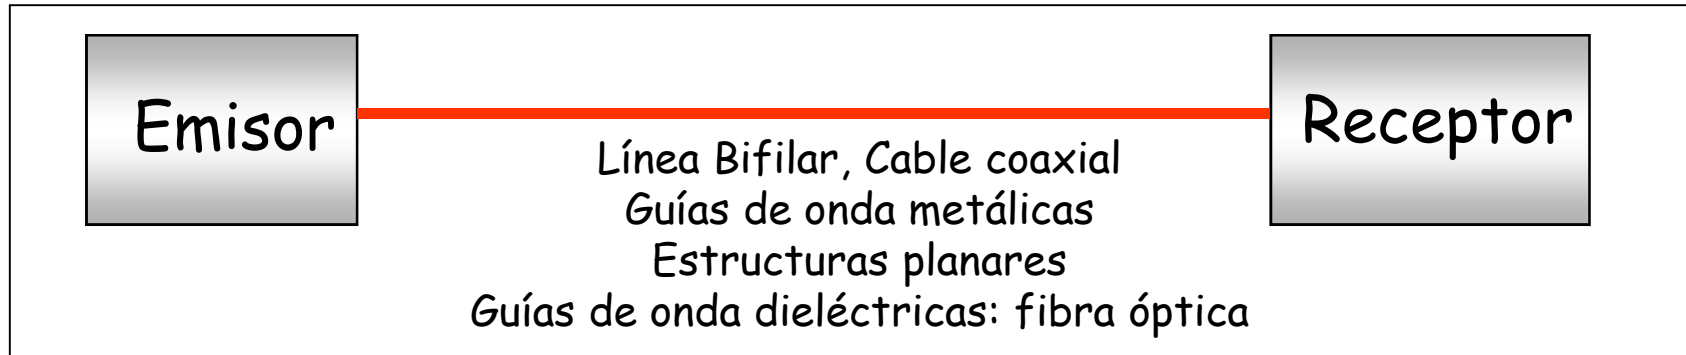 Emisor
Receptor
Línea Bifilar, Cable coaxial
Guías de onda metálicas
Estructuras planares
Guías de onda dieléctricas: fibra óptica